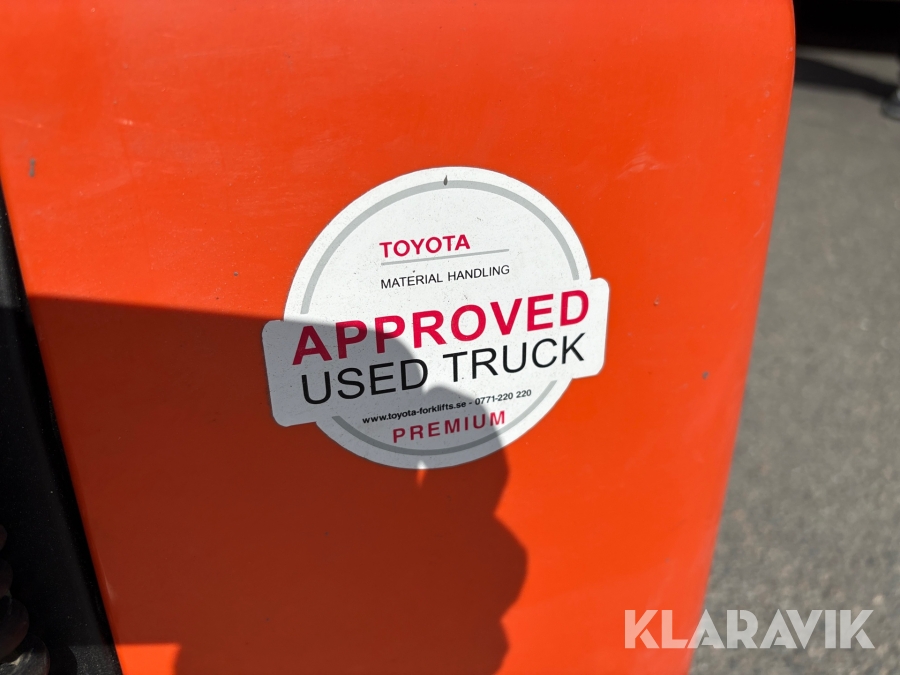 TOYOTA
MATERIAL HANDLING
APPROVED
USED TRUCK
www.toyota-forklifts.se - 0771-220 220
PREMIUM
KLARAVIK